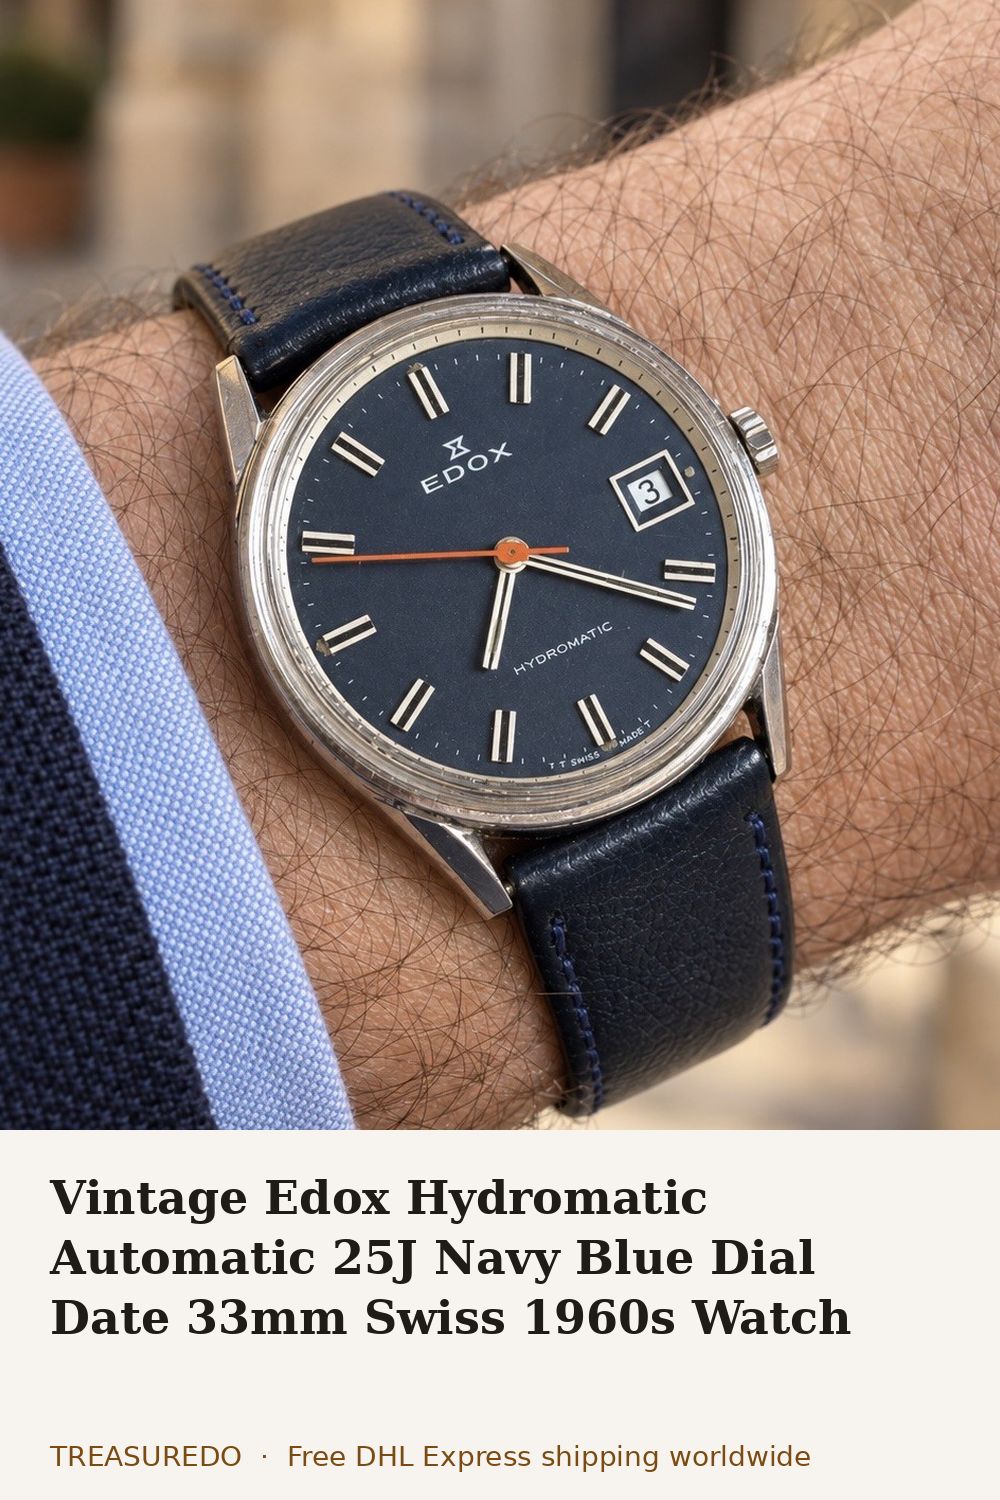 EDOX
3
HYDROMATIC
T T SWISS MADE T
Vintage Edox Hydromatic
Automatic 25J Navy Blue Dial
Date 33mm Swiss 1960s Watch
TREASUREDO · Free DHL Express shipping worldwide